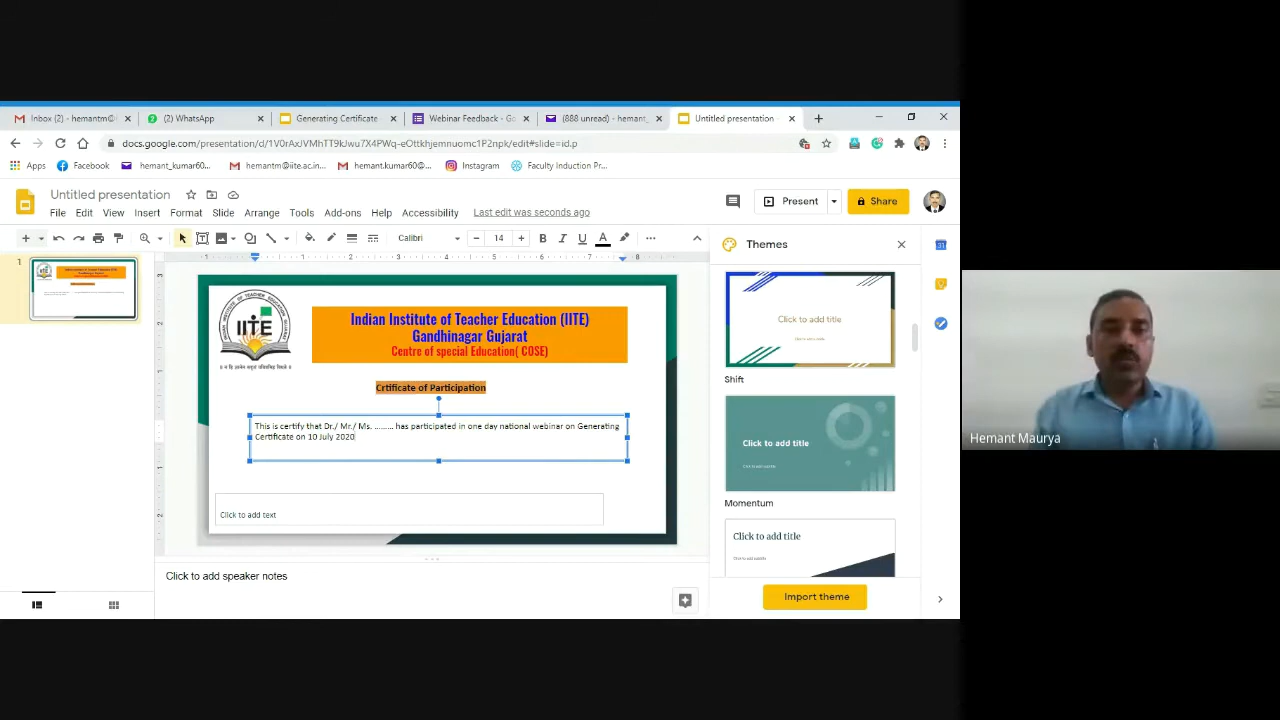 Inbox (2) - hemantm@
(2) WhatsApp
Generating Certificate
Webinar Feedback - Go
(888 unread) - hemant_
Untitled presentation
docs.google.com/presentation/d/1V0rAxJVMhTT9kJwu7X4PWq-eOttkhjemnuomc1P2npk/edit#slide=id.p
Apps
Facebook
hemant_kumar60...
hemantm@iite.ac.in...
hemant.kumar60@...
Instagram
Faculty Induction Pr...
Untitled presentation
File Edit View Insert Format Slide Arrange Tools Add-ons Help Accessibility
Last edit was seconds ago
Present
Share
Calibri
14
Themes
1
IITE
Indian Institute of Teacher Education (IITE)
Gandhinagar Gujarat
Centre of special Education( COSE)
Crtificate of Participation
This is certify that Dr./ Mr./ Ms. ......... has participated in one day national webinar on Generating
Certificate on 10 July 2020
Click to add text
Click to add speaker notes
Click to add title
Shift
Click to add title
Momentum
Click to add title
Import theme
Hemant Maurya